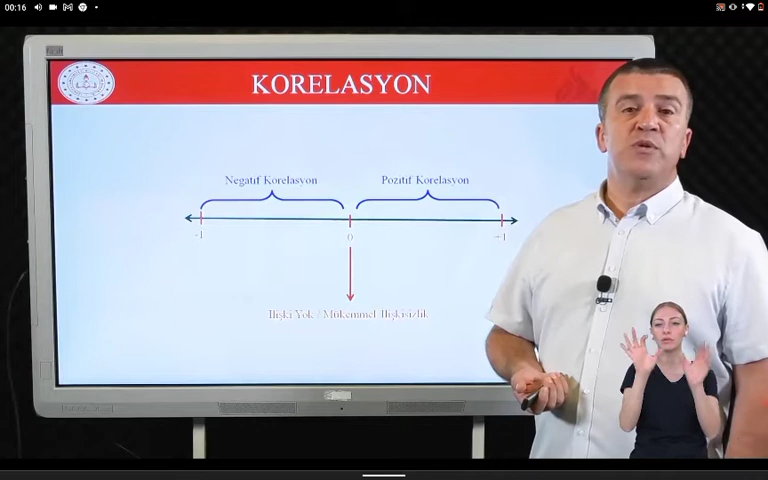 00:16
KORELASYON
Negatif Korelasyon
Pozitif Korelasyon
-1
0
+1
İlişki Yok / Mükemmel İlişkisizlik